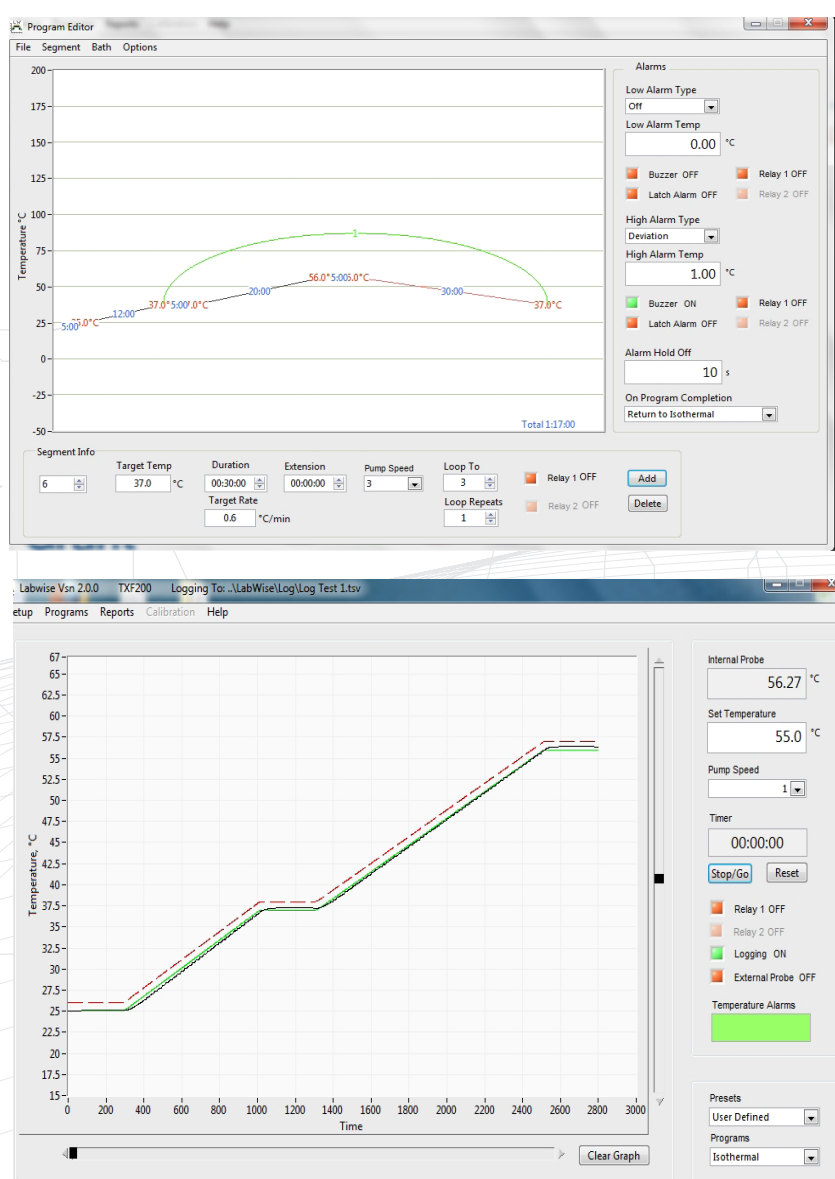 Program Editor
File Segment Bath Options
200
175
150
125
100
75
50
25
0
-25
-50
Temperature °C
1
5:00
12:00
37.0°
5:00
20:00
56.0°
5:00
30:00
37.0°C
Total 1:17:00
Alarms
Low Alarm Type
Off
Low Alarm Temp
0.00 °C
Buzzer OFF Relay 1 OFF
Latch Alarm OFF Relay 2 OFF
High Alarm Type
Deviation
High Alarm Temp
1.00 °C
Buzzer ON Relay 1 OFF
Latch Alarm OFF Relay 2 OFF
Alarm Hold Off
10 s
On Program Completion
Return to Isothermal
Segment Info
Target Temp Duration Extension Pump Speed Loop To
6 37.0 °C 00:30:00 00:00:00 3 3 Relay 1 OFF Add
Target Rate Loop Repeats Relay 2 OFF Delete
0.6 °C/min 1
Labwise Vsn 2.0.0 TXF200 Logging To: ..\LabWise\Log\Log Test 1.tsv
etup Programs Reports Calibration Help
67
65
62.5
60
57.5
55
52.5
50
47.5
45
42.5
40
37.5
35
32.5
30
27.5
25
22.5
20
17.5
15
Temperature, °C
0 200 400 600 800 1000 1200 1400 1600 1800 2000 2200 2400 2600 2800 3000
Time
Clear Graph
Internal Probe
56.27 °C
Set Temperature
55.0 °C
Pump Speed
1
Timer
00:00:00
Stop/Go Reset
Relay 1 OFF
Relay 2 OFF
Logging ON
External Probe OFF
Temperature Alarms
Presets
User Defined
Programs
Isothermal